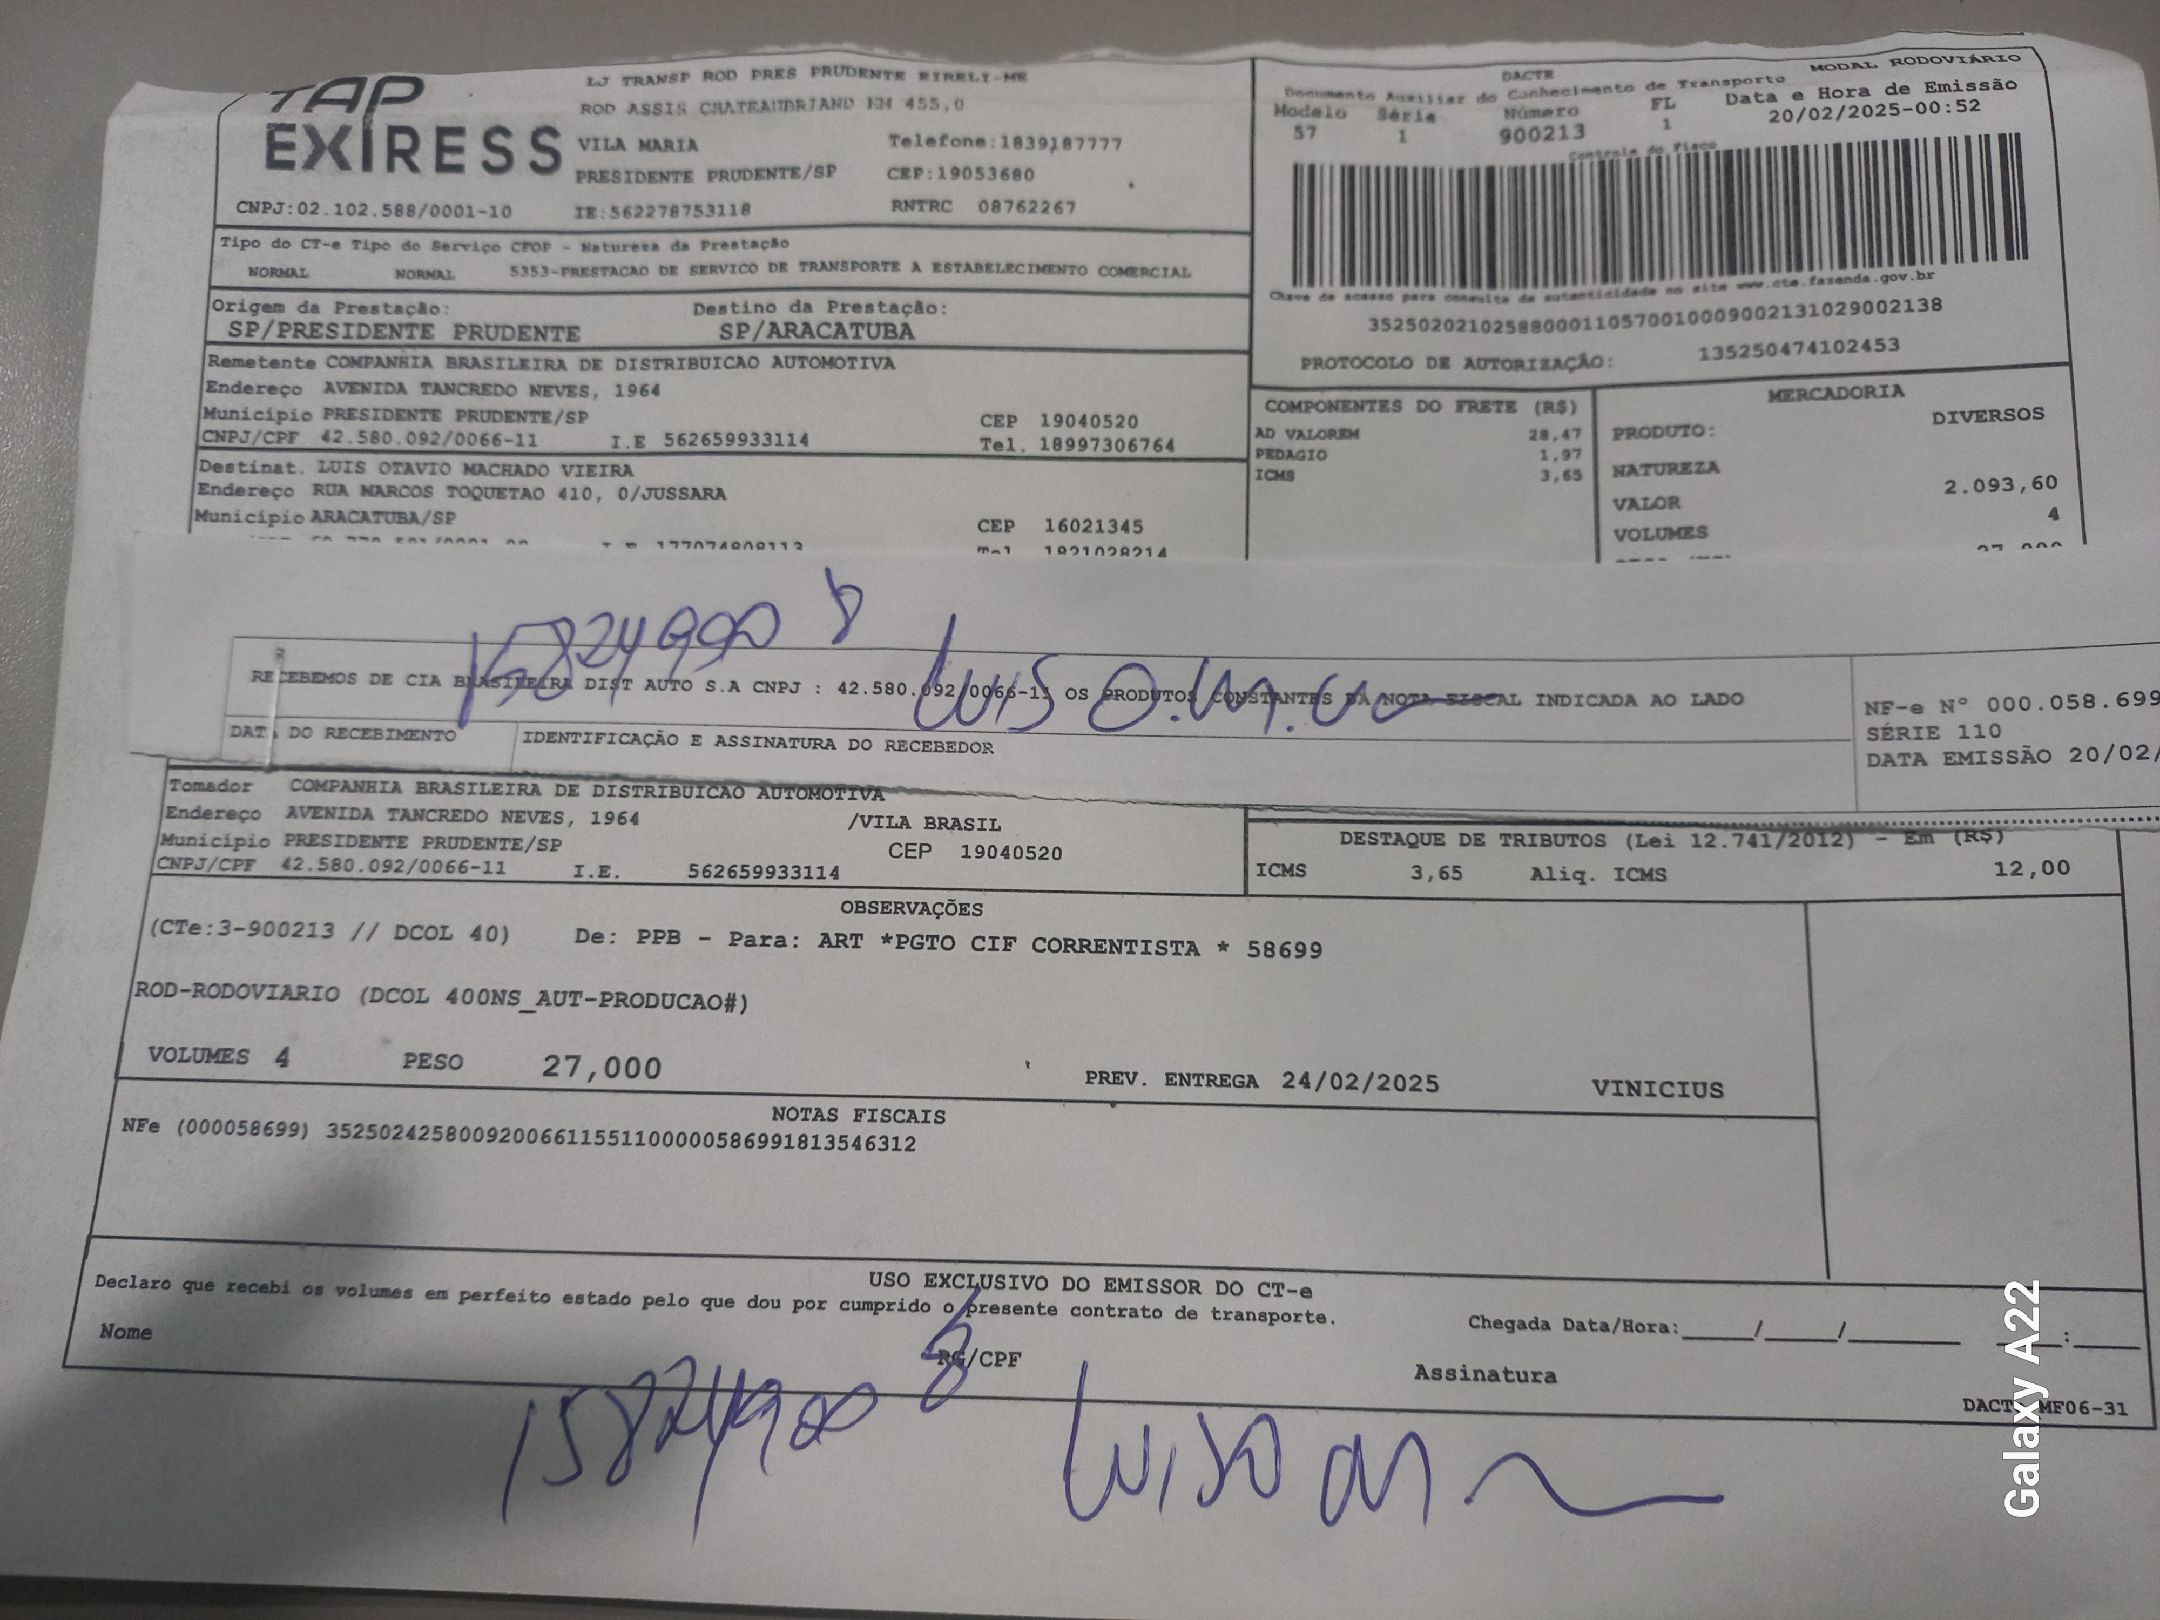 TAP
EXPRESS
LJ TRANSP ROD PRES PRUDENTE EIRELI-ME
ROD ASSIS CHATEAUBRIAND KM 455,0
VILA MARIA
Telefone:1839187777
PRESIDENTE PRUDENTE/SP
CEP:19053680
CNPJ:02.102.588/0001-10
IE:562278753118
RNTRC 08762267
DACTE
MODAL RODOVIÁRIO
Documento Auxiliar do Conhecimento de Transporte
Data e Hora de Emissão
Modelo Série Número FL
57 1 900213 1
20/02/2025-00:52
Controle do Fisco
Chave de acesso para consulta de autenticidade no site www.cte.fazenda.gov.br
35250202102588000110570010009002131029002138
PROTOCOLO DE AUTORIZAÇÃO: 135250474102453
Tipo do CT-e Tipo do Serviço CFOP - Natureza da Prestação
NORMAL NORMAL 5353-PRESTACAO DE SERVICO DE TRANSPORTE A ESTABELECIMENTO COMERCIAL
Origem da Prestação: Destino da Prestação:
SP/PRESIDENTE PRUDENTE SP/ARACATUBA
Remetente COMPANHIA BRASILEIRA DE DISTRIBUICAO AUTOMOTIVA
Endereço AVENIDA TANCREDO NEVES, 1964
Município PRESIDENTE PRUDENTE/SP CEP 19040520
CNPJ/CPF 42.580.092/0066-11 I.E 562659933114 Tel. 18997306764
Destinat. LUIS OTAVIO MACHADO VIEIRA
Endereço RUA MARCOS TOQUETAO 410, 0/JUSSARA
Município ARACATUBA/SP CEP 16021345
COMPONENTES DO FRETE (R$)
AD VALOREM 28,47
PEDAGIO 1,97
ICMS 3,65
MERCADORIA
PRODUTO: DIVERSOS
NATUREZA
VALOR 2.093,60
VOLUMES 4
RECEBEMOS DE CIA BRASILEIRA DIST AUTO S.A CNPJ : 42.580.092/0066-11 OS PRODUTOS CONSTANTES DA NOTA FISCAL INDICADA AO LADO
DATA DO RECEBIMENTO
IDENTIFICAÇÃO E ASSINATURA DO RECEBEDOR
NF-e Nº 000.058.699
SÉRIE 110
DATA EMISSÃO 20/02/
Luis O.M.
Tomador COMPANHIA BRASILEIRA DE DISTRIBUICAO AUTOMOTIVA
Endereço AVENIDA TANCREDO NEVES, 1964 /VILA BRASIL
Município PRESIDENTE PRUDENTE/SP CEP 19040520
CNPJ/CPF 42.580.092/0066-11 I.E. 562659933114
DESTAQUE DE TRIBUTOS (Lei 12.741/2012) - Em (R$)
ICMS 3,65 Aliq. ICMS 12,00
OBSERVAÇÕES
(CTe:3-900213 // DCOL 40) De: PPB - Para: ART *PGTO CIF CORRENTISTA * 58699
ROD-RODOVIARIO (DCOL 400NS_AUT-PRODUCAO#)
VOLUMES 4 PESO 27,000 PREV. ENTREGA 24/02/2025 VINICIUS
NOTAS FISCAIS
NFe (000058699) 35250242580092006611551100000586991813546312
USO EXCLUSIVO DO EMISSOR DO CT-e
Declaro que recebi os volumes em perfeito estado pelo que dou por cumprido o presente contrato de transporte.
Nome
RG/CPF
Chegada Data/Hora:_____/_____/_______ ____:____
Assinatura
Galaxy A22